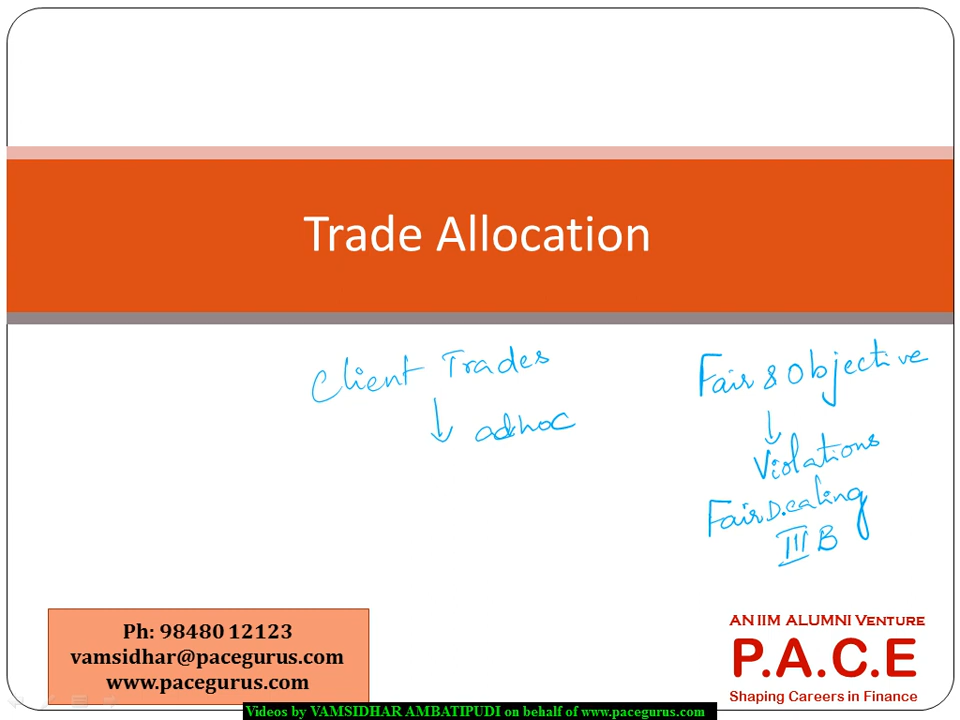 Trade Allocation
Client Trades
↓ adhoc
Fair & Objective
↓
Violations
Fair Dealing
III B
Ph: 98480 12123
vamsidhar@pacegurus.com
www.pacegurus.com
AN IIM ALUMNI VENTURE
P.A.C.E
Shaping Careers in Finance
Videos by VAMSIDHAR AMBATIPUDI on behalf of www.pacegurus.com